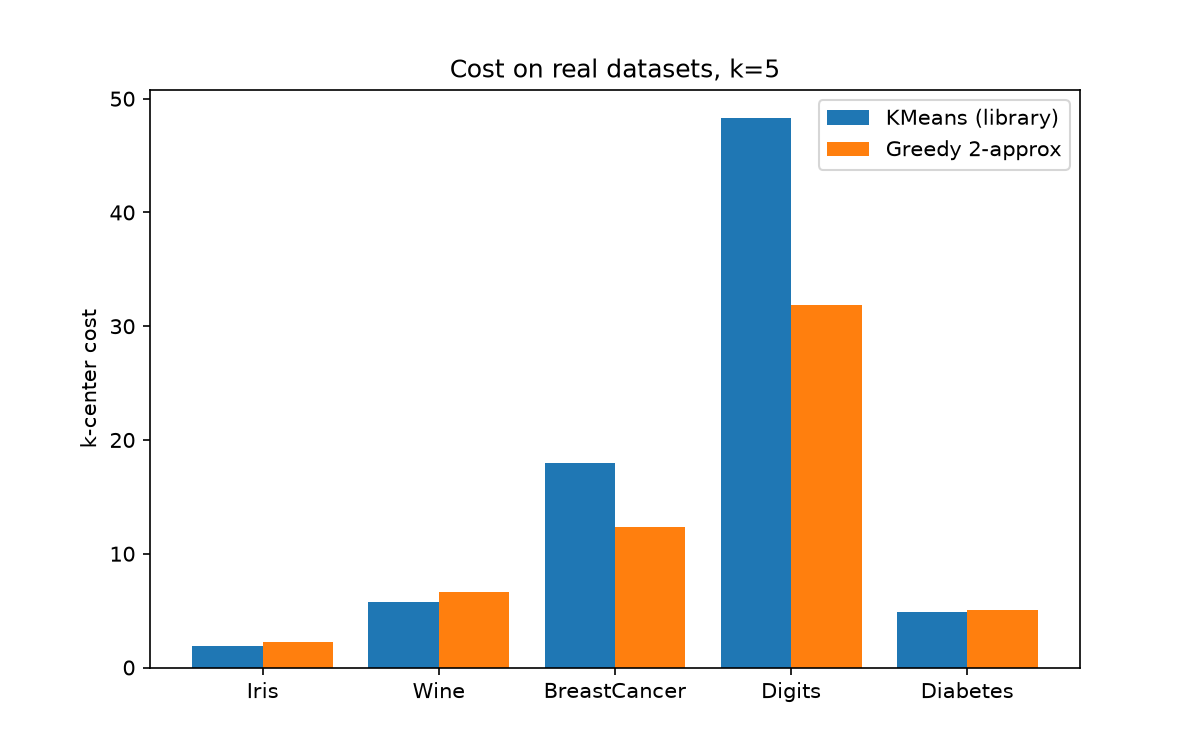 Cost on real datasets, k=5
KMeans (library)
Greedy 2-approx
k-center cost
50
40
30
20
10
0
Iris
Wine
BreastCancer
Digits
Diabetes